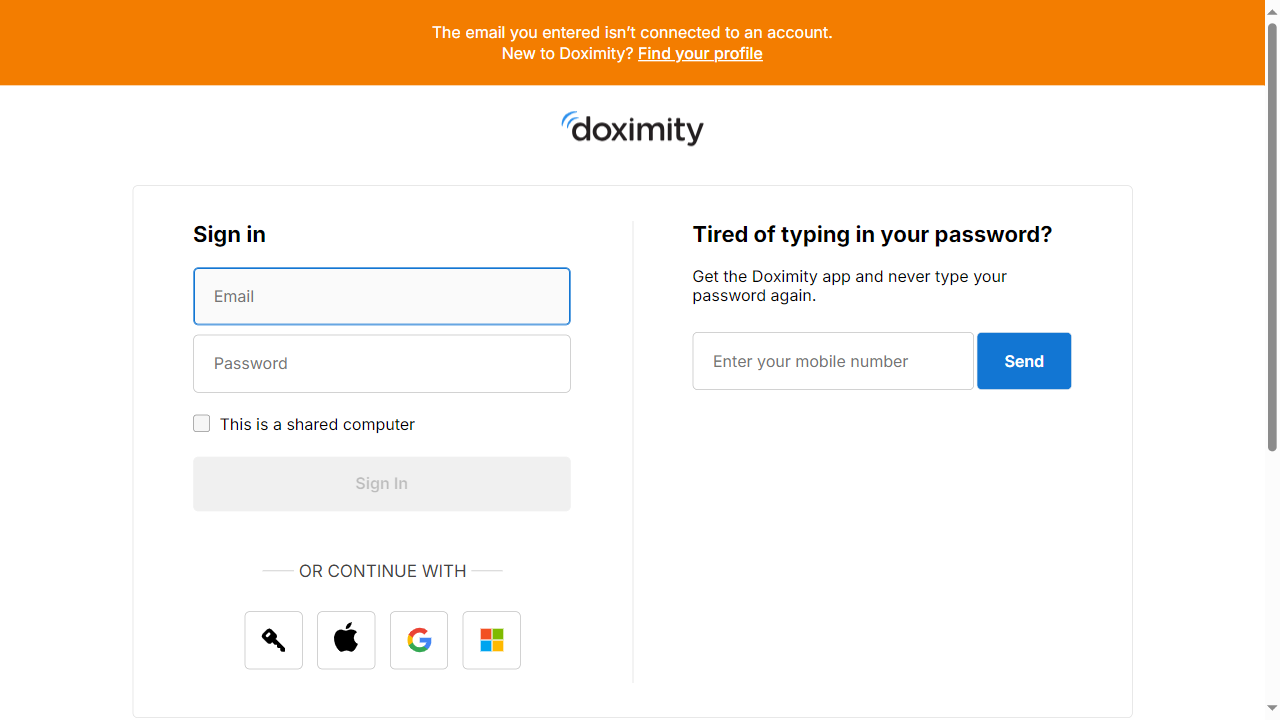 The email you entered isn’t connected to an account.
New to Doximity? Find your profile
doximity
Sign in
Email
Password
This is a shared computer
Sign In
OR CONTINUE WITH
Tired of typing in your password?
Get the Doximity app and never type your
password again.
Enter your mobile number
Send